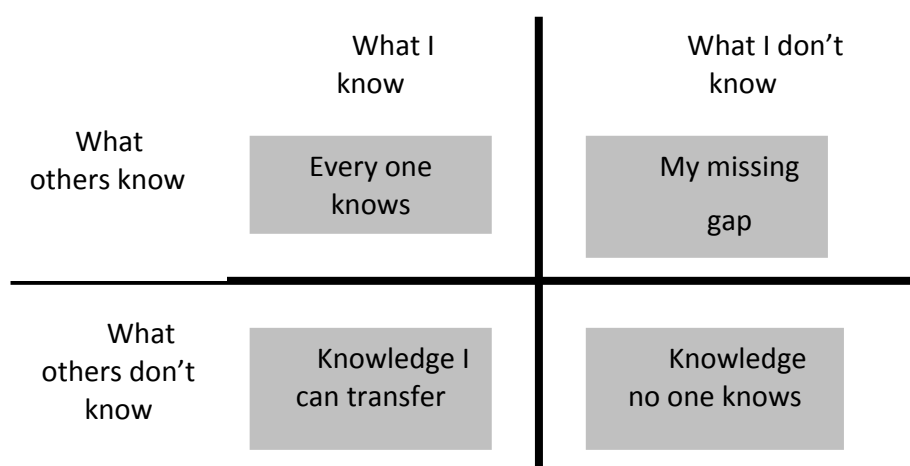 What I
know
What I don’t
know
What
others know
Every one
knows
My missing
gap
What
others don’t
know
Knowledge I
can transfer
Knowledge
no one knows